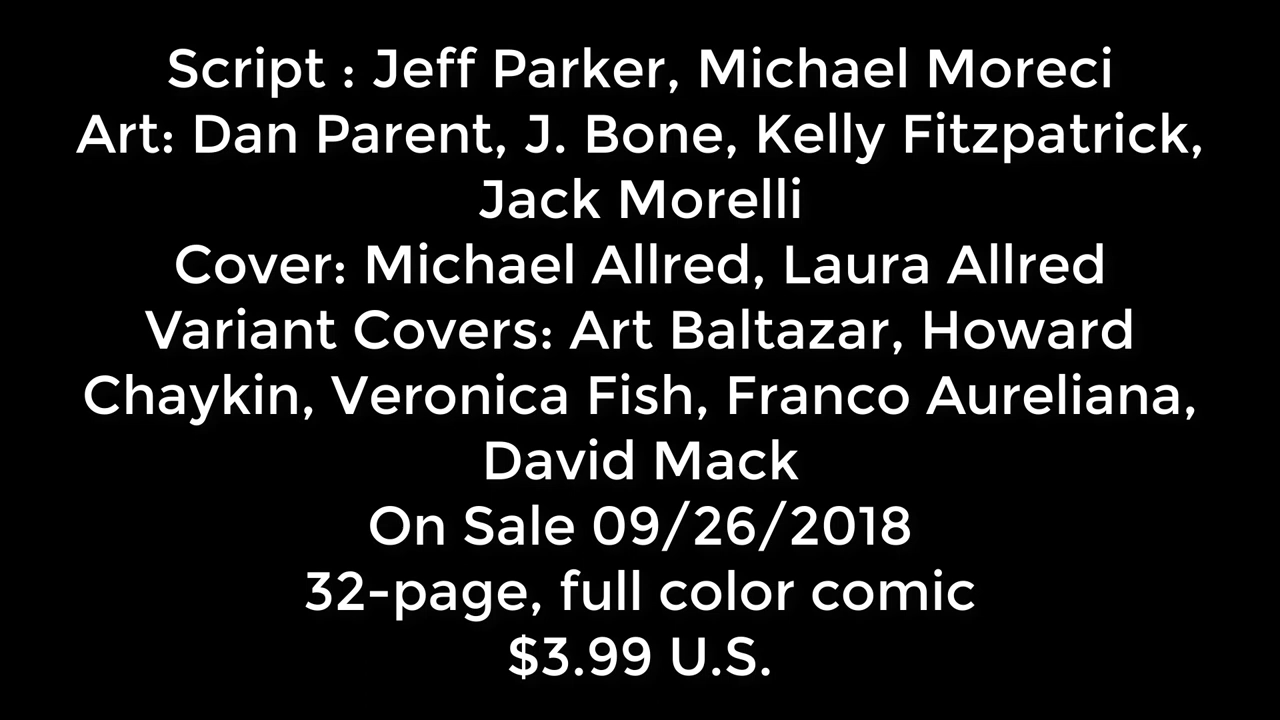 Script : Jeff Parker, Michael Moreci
Art: Dan Parent, J. Bone, Kelly Fitzpatrick,
Jack Morelli
Cover: Michael Allred, Laura Allred
Variant Covers: Art Baltazar, Howard
Chaykin, Veronica Fish, Franco Aureliana,
David Mack
On Sale 09/26/2018
32-page, full color comic
$3.99 U.S.